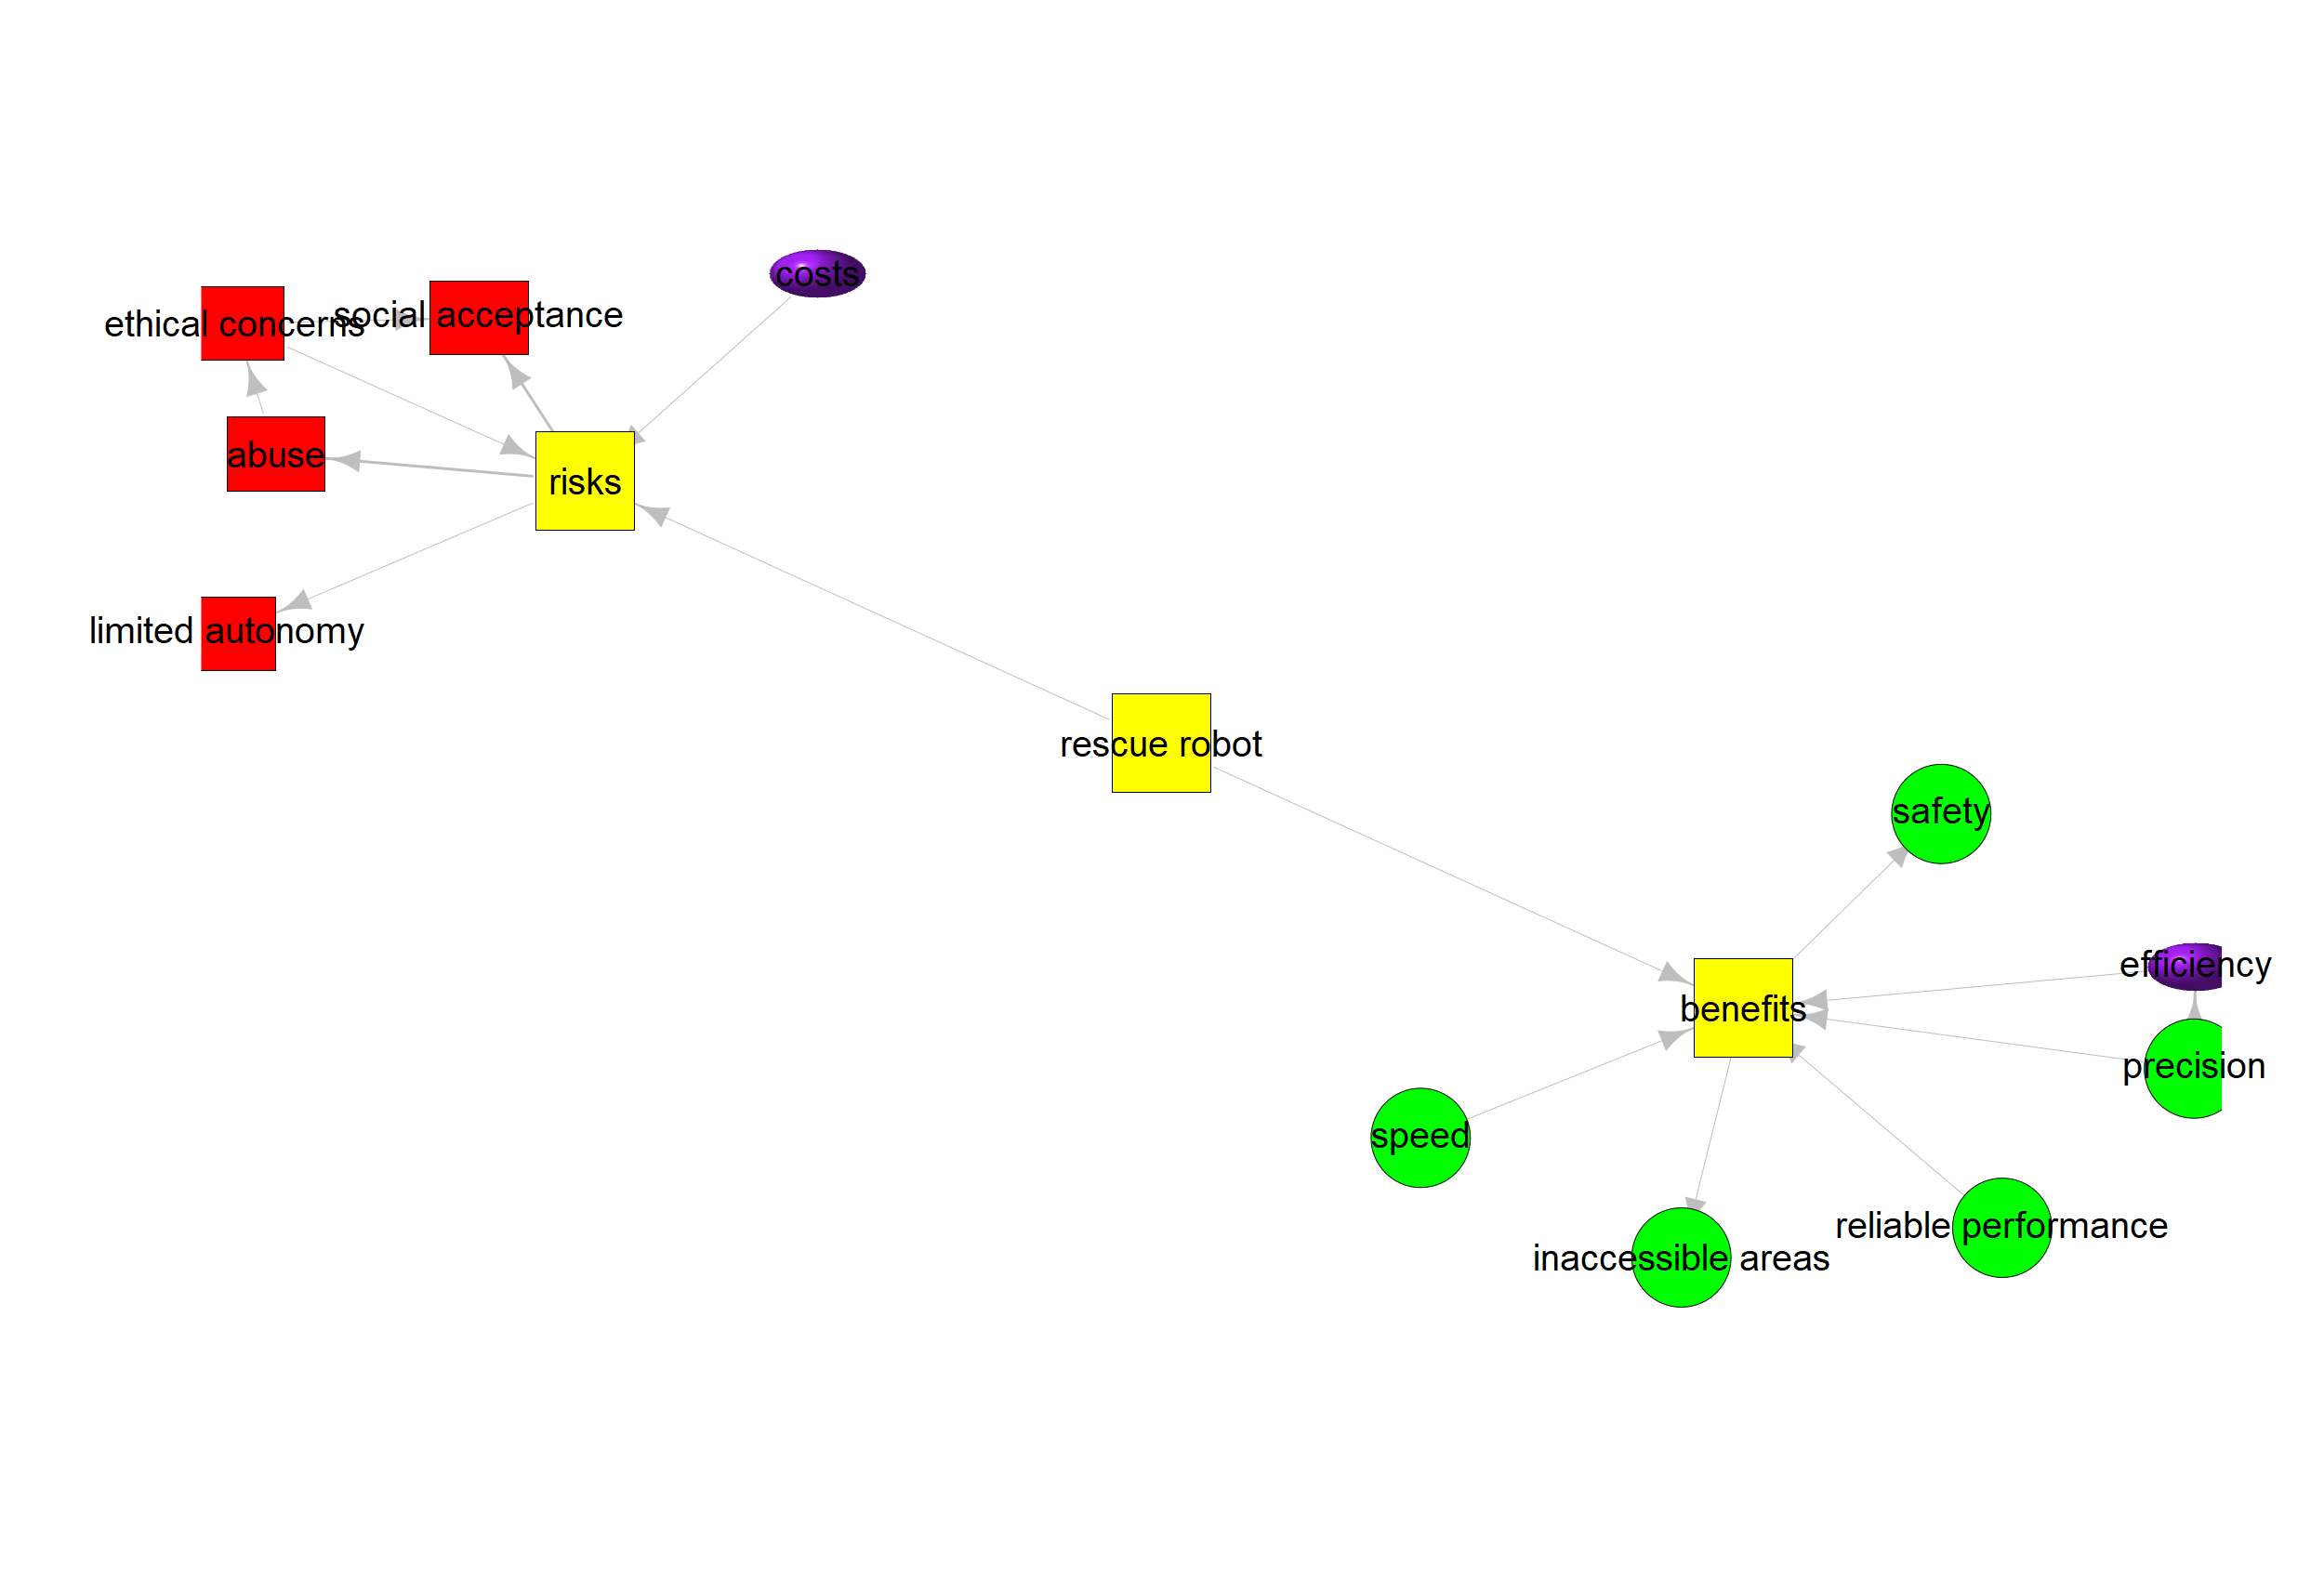 costs
social acceptance
ethical concerns
abuse
risks
limited autonomy
rescue robot
safety
efficiency
benefits
precision
speed
reliable performance
inaccessible areas